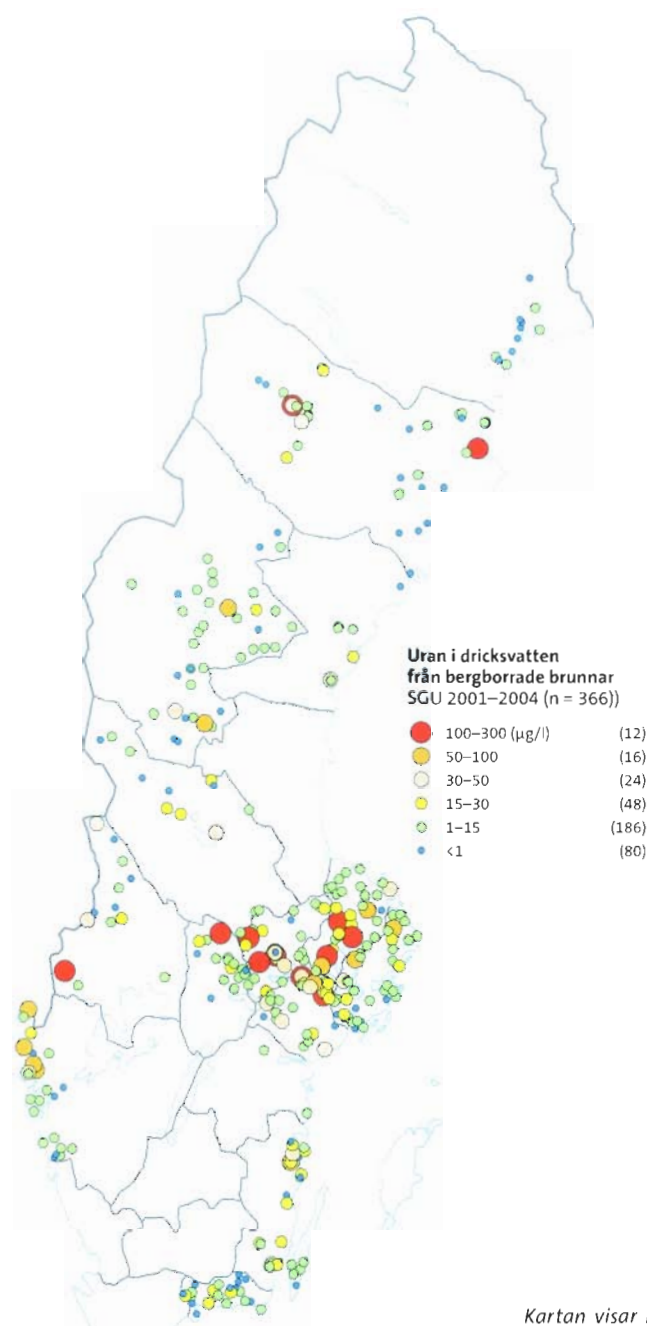 Uran i dricksvatten
från bergborrade brunnar
SGU 2001–2004 (n = 366))
100–300 (µg/l) (12)
50–100 (16)
30–50 (24)
15–30 (48)
1–15 (186)
<1 (80)
Kartan visar